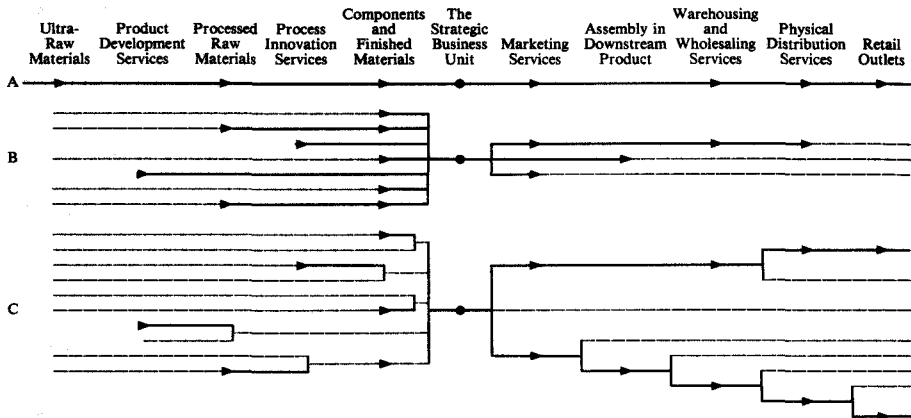 Ultra-
Raw
Materials
Product
Development
Services
Processed
Raw
Materials
Process
Innovation
Services
Components
and
Finished
Materials
The
Strategic
Business
Unit
Marketing
Services
Assembly in
Downstream
Product
Warehousing
and
Wholesaling
Services
Physical
Distribution
Services
Retail
Outlets
A
B
C